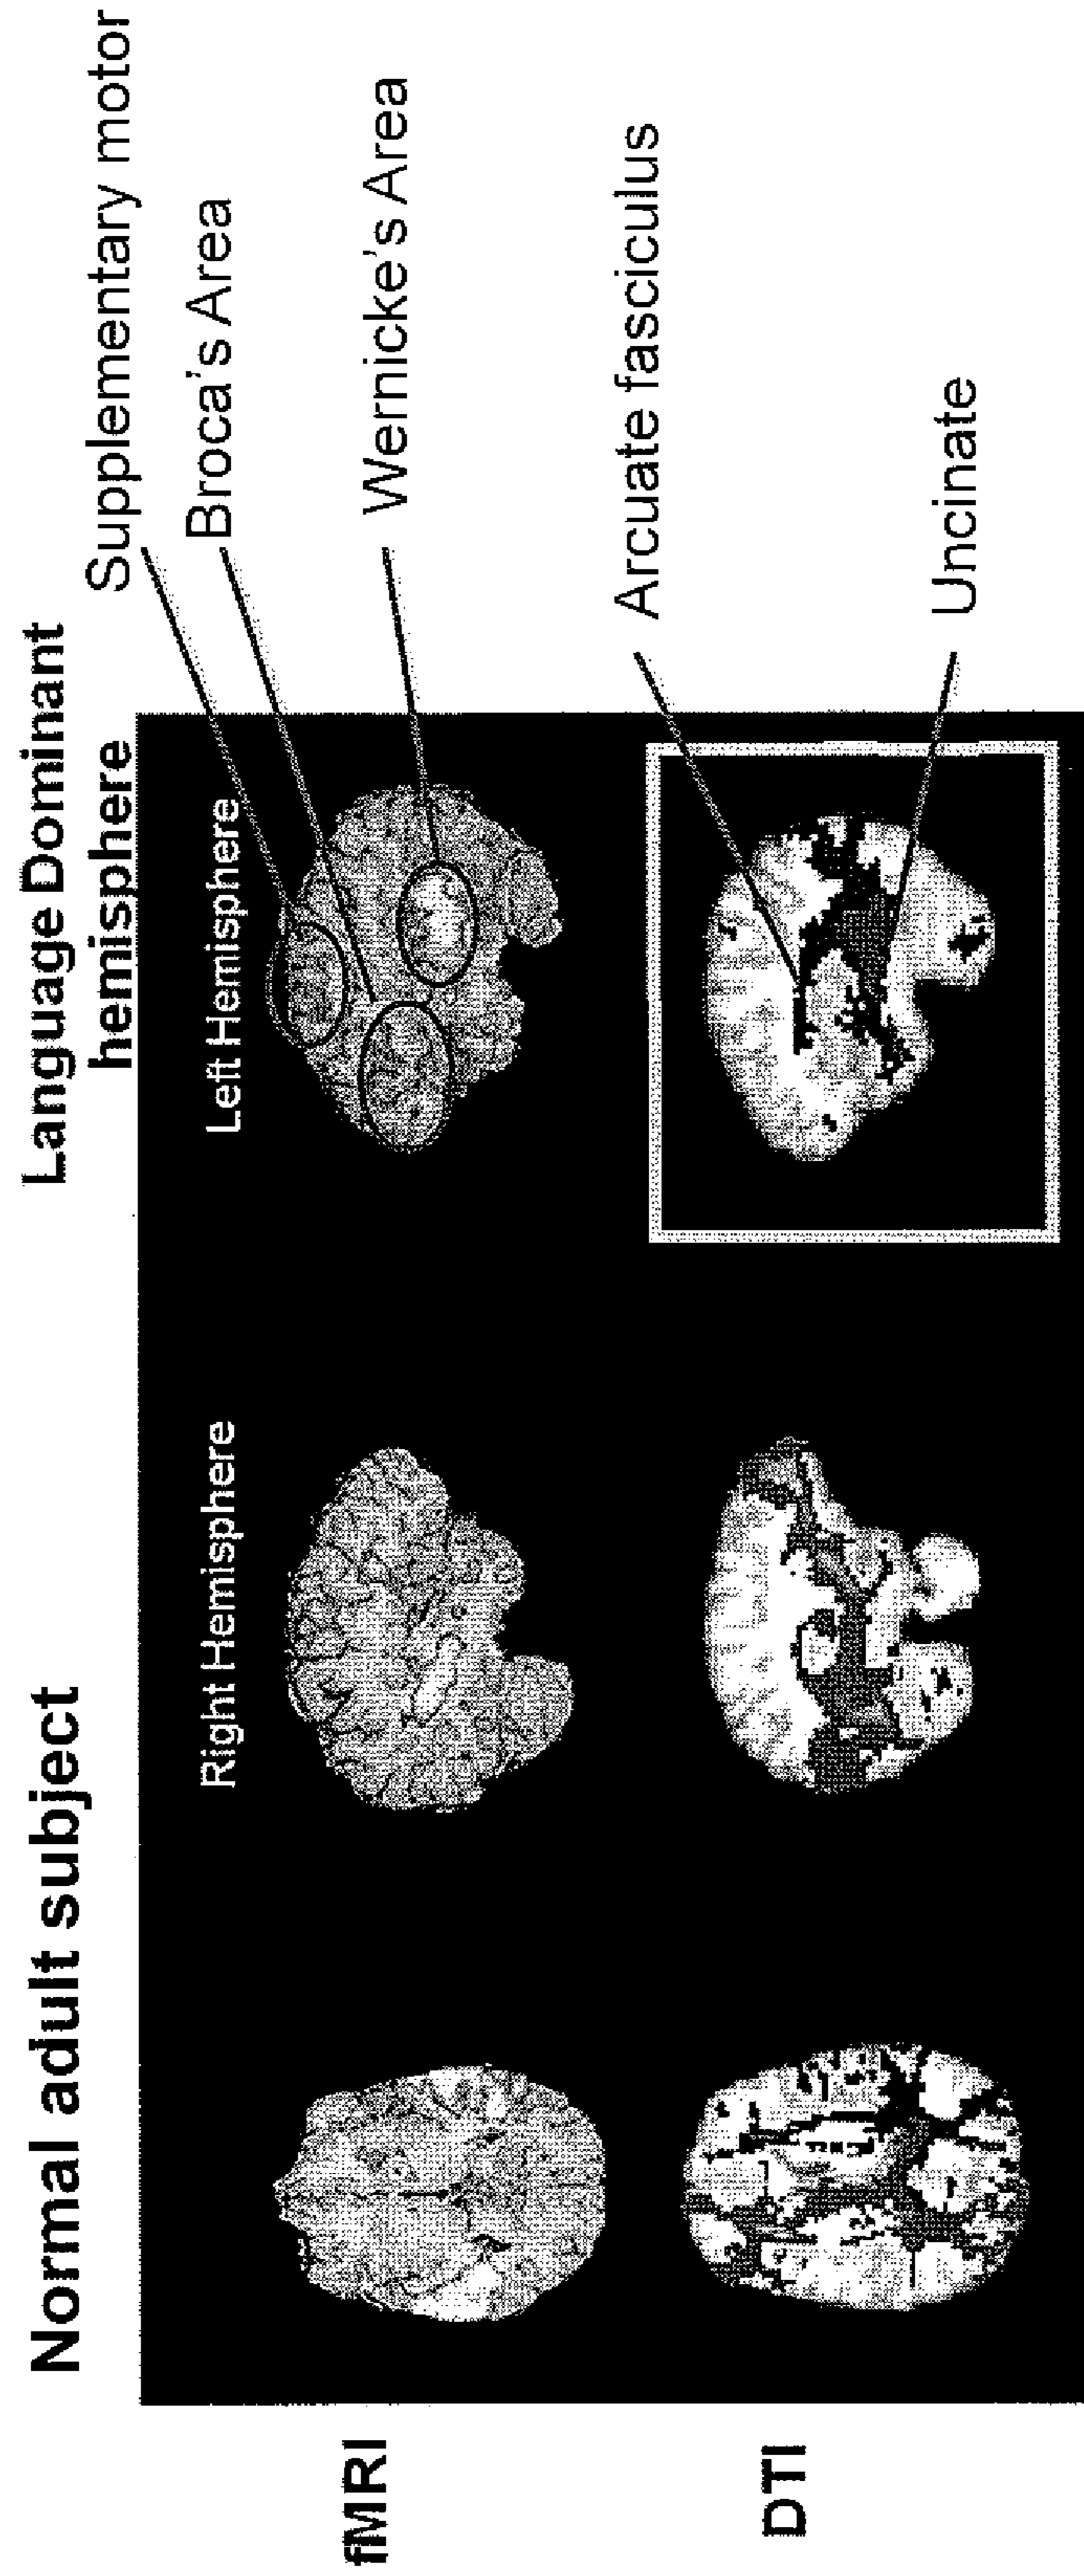 Normal adult subject
Language Dominant
hemisphere
Right Hemisphere
Left Hemisphere
Supplementary motor
Broca's Area
Wernicke's Area
fMRI
DTI
Arcuate fasciculus
Uncinate